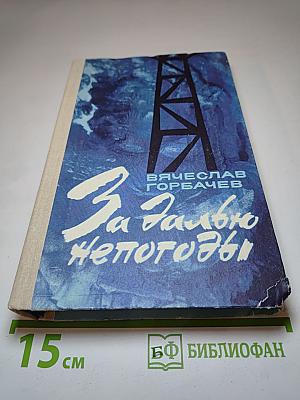 ВЯЧЕСЛАВ
ГОРБАЧЕВ
За далью
непогоды
15 см
БФ БИБЛИОФАН